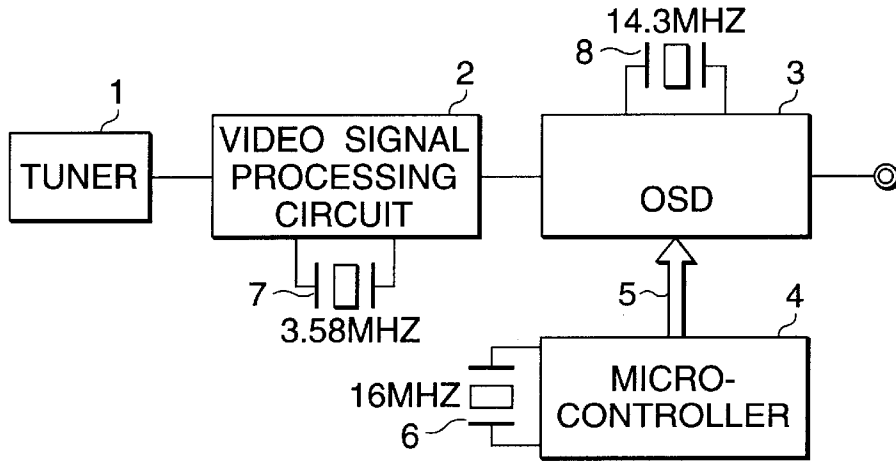 14.3MHZ
8
1
2
3
TUNER
VIDEO SIGNAL
PROCESSING
CIRCUIT
OSD
7
3.58MHZ
5
4
16MHZ
6
MICRO-
CONTROLLER